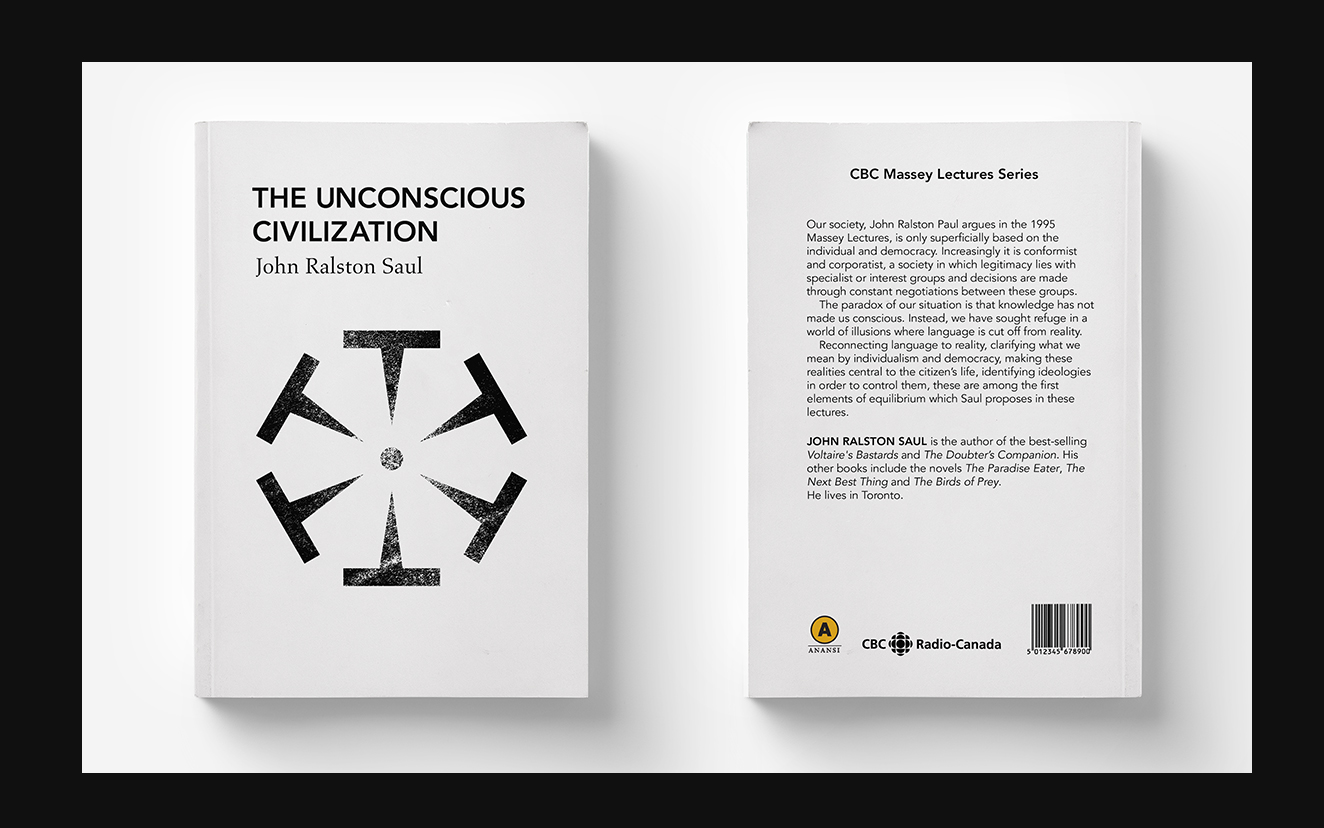 THE UNCONSCIOUS
CIVILIZATION
John Ralston Saul
CBC Massey Lectures Series
Our society, John Ralston Paul argues in the 1995
Massey Lectures, is only superficially based on the
individual and democracy. Increasingly it is conformist
and corporatist, a society in which legitimacy lies with
specialist or interest groups and decisions are made
through constant negotiations between these groups.
The paradox of our situation is that knowledge has not
made us conscious. Instead, we have sought refuge in a
world of illusions where language is cut off from reality.
Reconnecting language to reality, clarifying what we
mean by individualism and democracy, making these
realities central to the citizen's life, identifying ideologies
in order to control them, these are among the first
elements of equilibrium which Saul proposes in these
lectures.
JOHN RALSTON SAUL is the author of the best-selling
Voltaire's Bastards and The Doubter's Companion. His
other books include the novels The Paradise Eater, The
Next Best Thing and The Birds of Prey.
He lives in Toronto.
A
ANANSI
CBC Radio-Canada
5 012345 678900